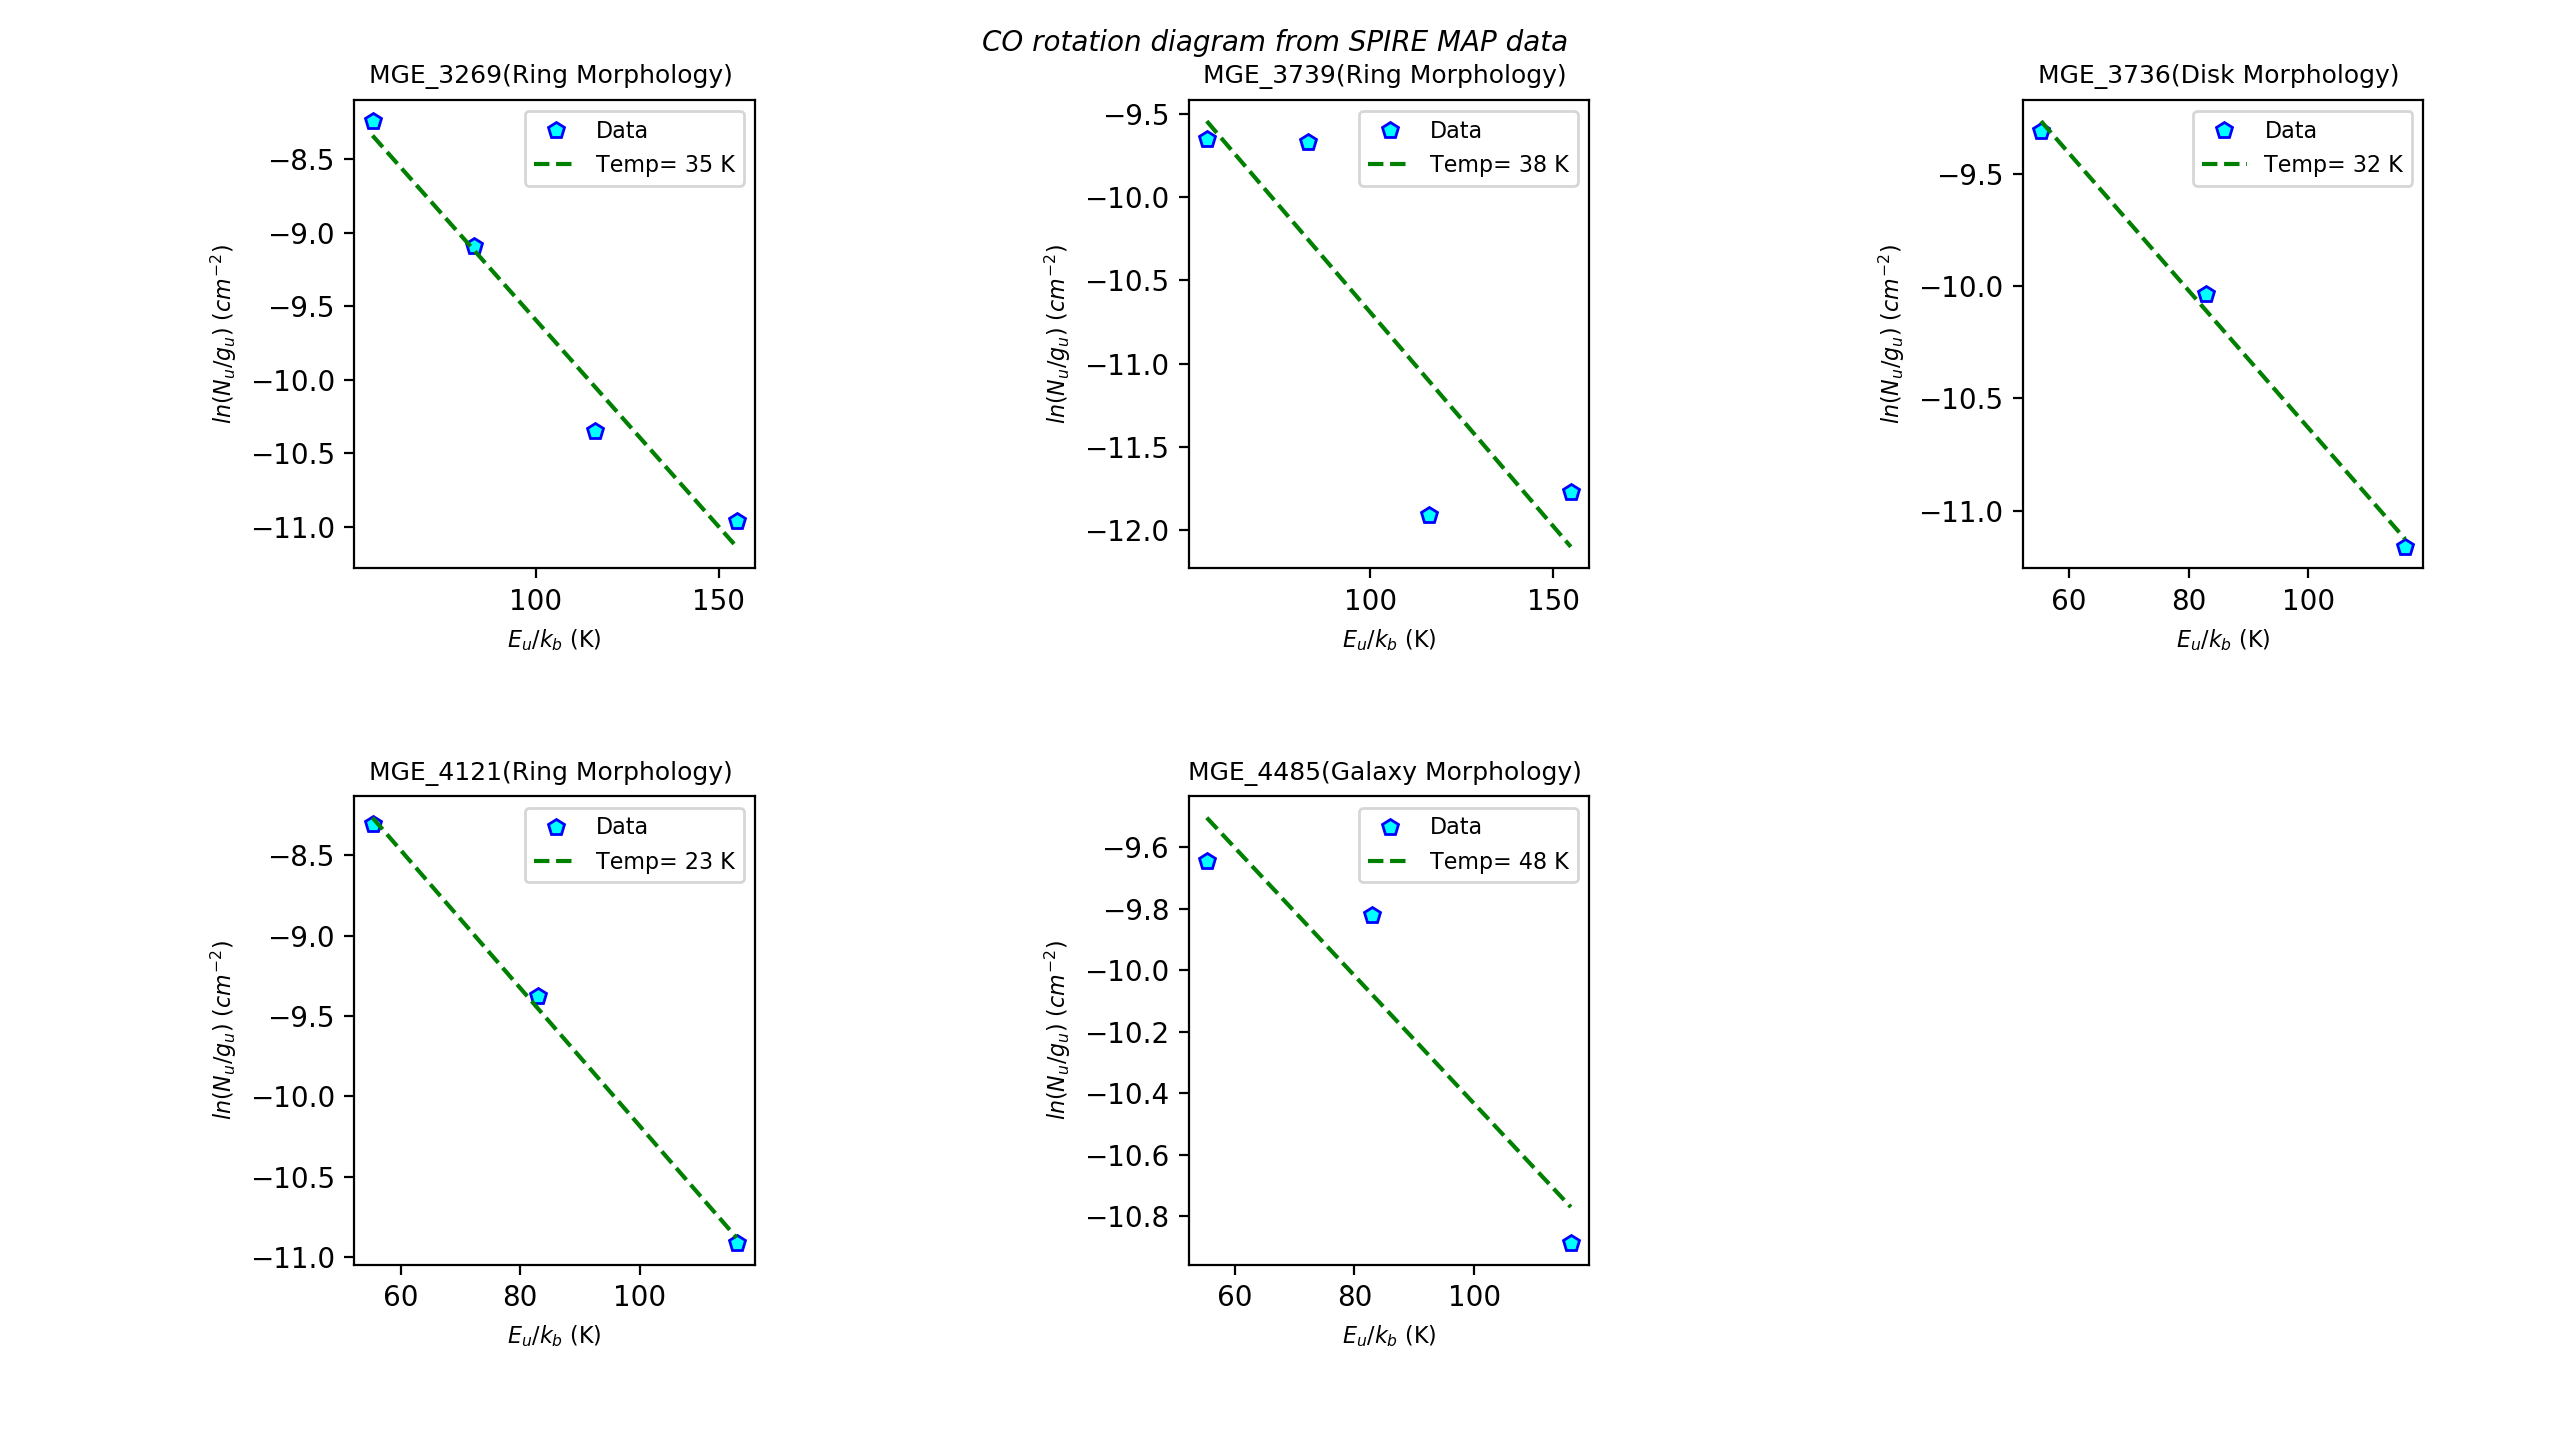 CO rotation diagram from SPIRE MAP data
MGE_3269(Ring Morphology)
Data
Temp= 35 K
−8.5
−9.0
−9.5
−10.0
−10.5
−11.0
ln(N_u/g_u) (cm^−2)
100 150
E_u/k_b (K)
MGE_3739(Ring Morphology)
Data
Temp= 38 K
−9.5
−10.0
−10.5
−11.0
−11.5
−12.0
ln(N_u/g_u) (cm^−2)
100 150
E_u/k_b (K)
MGE_3736(Disk Morphology)
Data
Temp= 32 K
−9.5
−10.0
−10.5
−11.0
ln(N_u/g_u) (cm^−2)
60 80 100
E_u/k_b (K)
MGE_4121(Ring Morphology)
Data
Temp= 23 K
−8.5
−9.0
−9.5
−10.0
−10.5
−11.0
ln(N_u/g_u) (cm^−2)
60 80 100
E_u/k_b (K)
MGE_4485(Galaxy Morphology)
Data
Temp= 48 K
−9.6
−9.8
−10.0
−10.2
−10.4
−10.6
−10.8
ln(N_u/g_u) (cm^−2)
60 80 100
E_u/k_b (K)